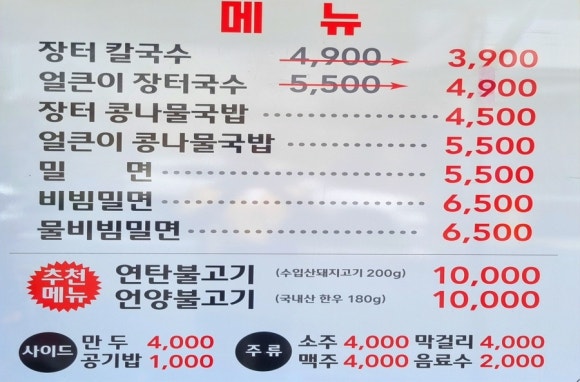 메 뉴
장터 칼국수 4,900 3,900
얼큰이 장터국수 5,500 4,900
장터 콩나물국밥 4,500
얼큰이 콩나물국밥 5,500
밀 면 5,500
비빔밀면 6,500
물비빔밀면 6,500
추천 메뉴
연탄불고기 (수입산돼지고기 200g) 10,000
언양불고기 (국내산 한우 180g) 10,000
사이드
만 두 4,000
공기밥 1,000
주 류
소주 4,000 막걸리 4,000
맥주 4,000 음료수 2,000